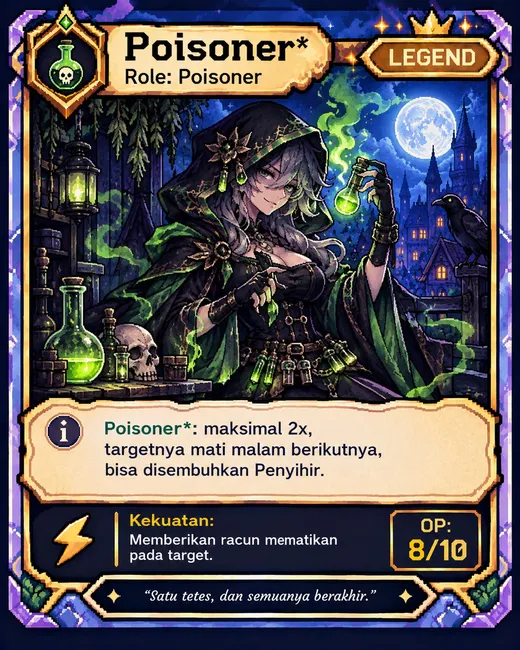 Poisoner*
Role: Poisoner
LEGEND
Poisoner*: maksimal 2x,
targetnya mati malam berikutnya,
bisa disembuhkan Penyihir.
Kekuatan:
Memberikan racun mematikan
pada target.
OP:
8/10
“Satu tetes, dan semuanya berakhir.”